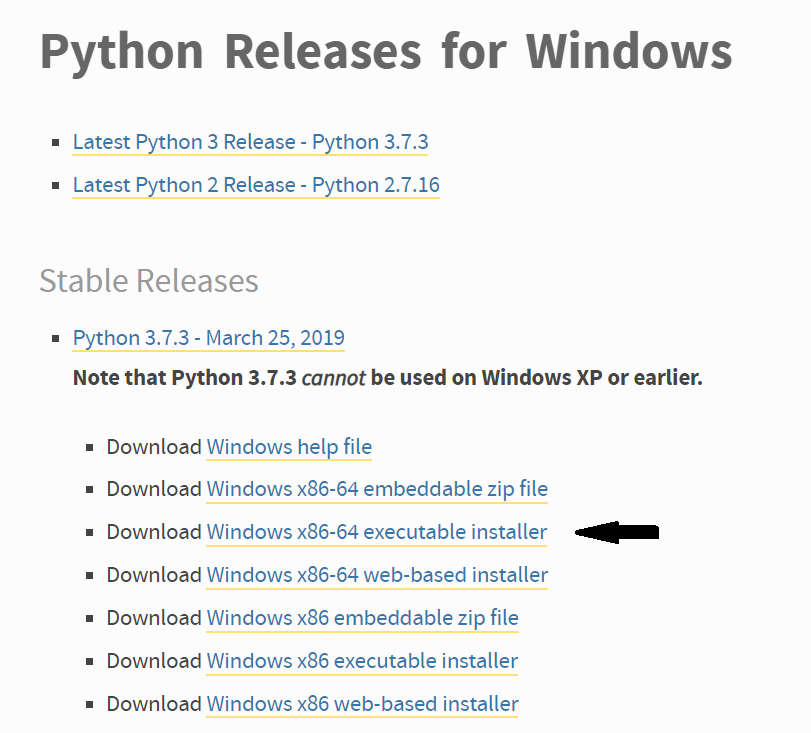 Python Releases for Windows
Latest Python 3 Release - Python 3.7.3
Latest Python 2 Release - Python 2.7.16
Stable Releases
Python 3.7.3 - March 25, 2019
Note that Python 3.7.3 cannot be used on Windows XP or earlier.
Download Windows help file
Download Windows x86-64 embeddable zip file
Download Windows x86-64 executable installer
Download Windows x86-64 web-based installer
Download Windows x86 embeddable zip file
Download Windows x86 executable installer
Download Windows x86 web-based installer